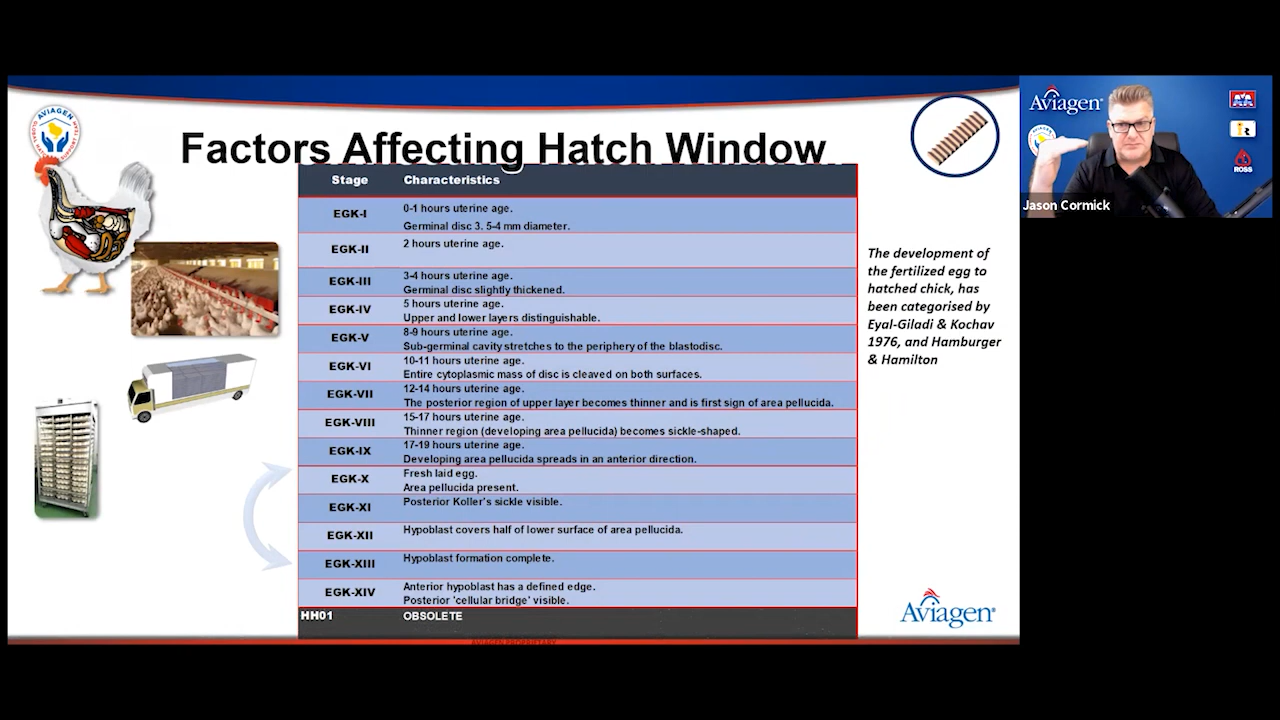 Factors Affecting Hatch Window
Stage Characteristics
EGK-I 0-1 hours uterine age.
Germinal disc 3. 5-4 mm diameter.
EGK-II 2 hours uterine age.
EGK-III 3-4 hours uterine age.
Germinal disc slightly thickened.
EGK-IV 5 hours uterine age.
Upper and lower layers distinguishable.
EGK-V 8-9 hours uterine age.
Sub-germinal cavity stretches to the periphery of the blastodisc.
EGK-VI 10-11 hours uterine age.
Entire cytoplasmic mass of disc is cleaved on both surfaces.
EGK-VII 12-14 hours uterine age.
The posterior region of upper layer becomes thinner and is first sign of area pellucida.
EGK-VIII 15-17 hours uterine age.
Thinner region (developing area pellucida) becomes sickle-shaped.
EGK-IX 17-19 hours uterine age.
Developing area pellucida spreads in an anterior direction.
EGK-X Fresh laid egg.
Area pellucida present.
EGK-XI Posterior Koller's sickle visible.
EGK-XII Hypoblast covers half of lower surface of area pellucida.
EGK-XIII Hypoblast formation complete.
EGK-XIV Anterior hypoblast has a defined edge.
Posterior 'cellular bridge' visible.
HH01 OBSOLETE
The development of
the fertilized egg to
hatched chick, has
been categorised by
Eyal-Giladi & Kochav
1976, and Hamburger
& Hamilton
Aviagen
AVIAGEN
Aviagen
ROSS
Jason Cormick